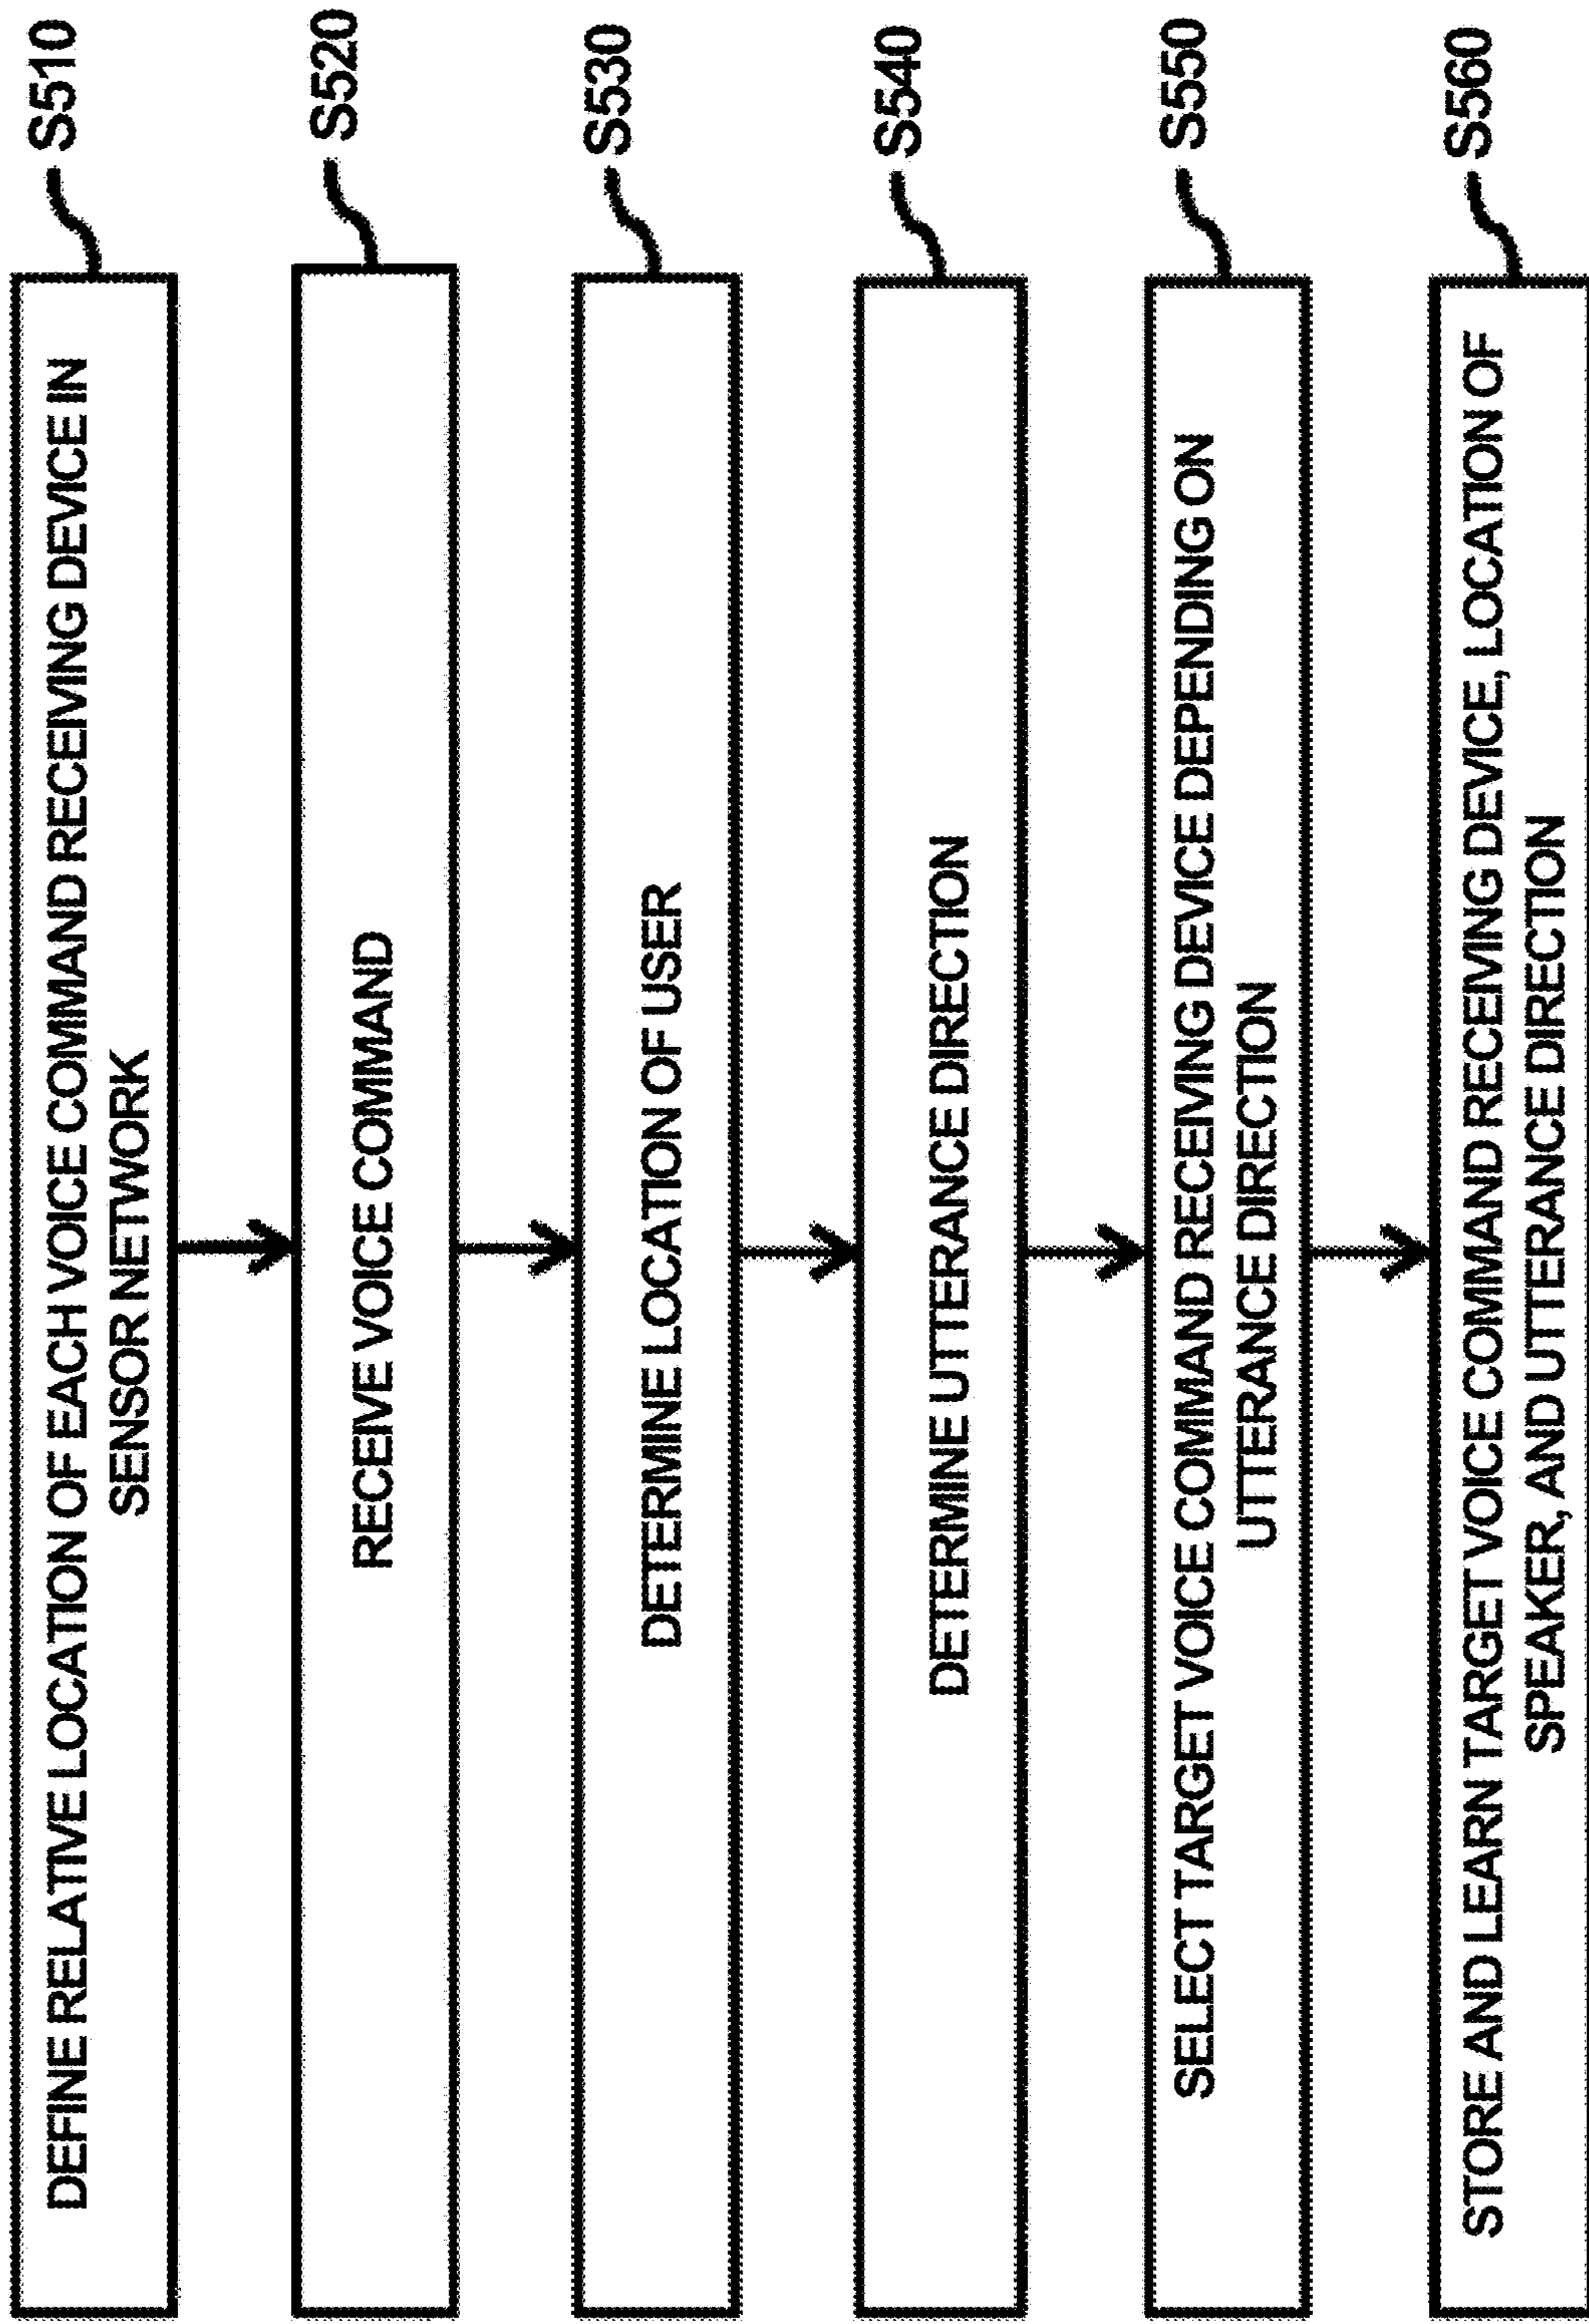 DEFINE RELATIVE LOCATION OF EACH VOICE COMMAND RECEIVING DEVICE IN
SENSOR NETWORK
S510
RECEIVE VOICE COMMAND
S520
DETERMINE LOCATION OF USER
S530
DETERMINE UTTERANCE DIRECTION
S540
SELECT TARGET VOICE COMMAND RECEIVING DEVICE DEPENDING ON
UTTERANCE DIRECTION
S550
STORE AND LEARN TARGET VOICE COMMAND RECEIVING DEVICE, LOCATION OF
SPEAKER, AND UTTERANCE DIRECTION
S560